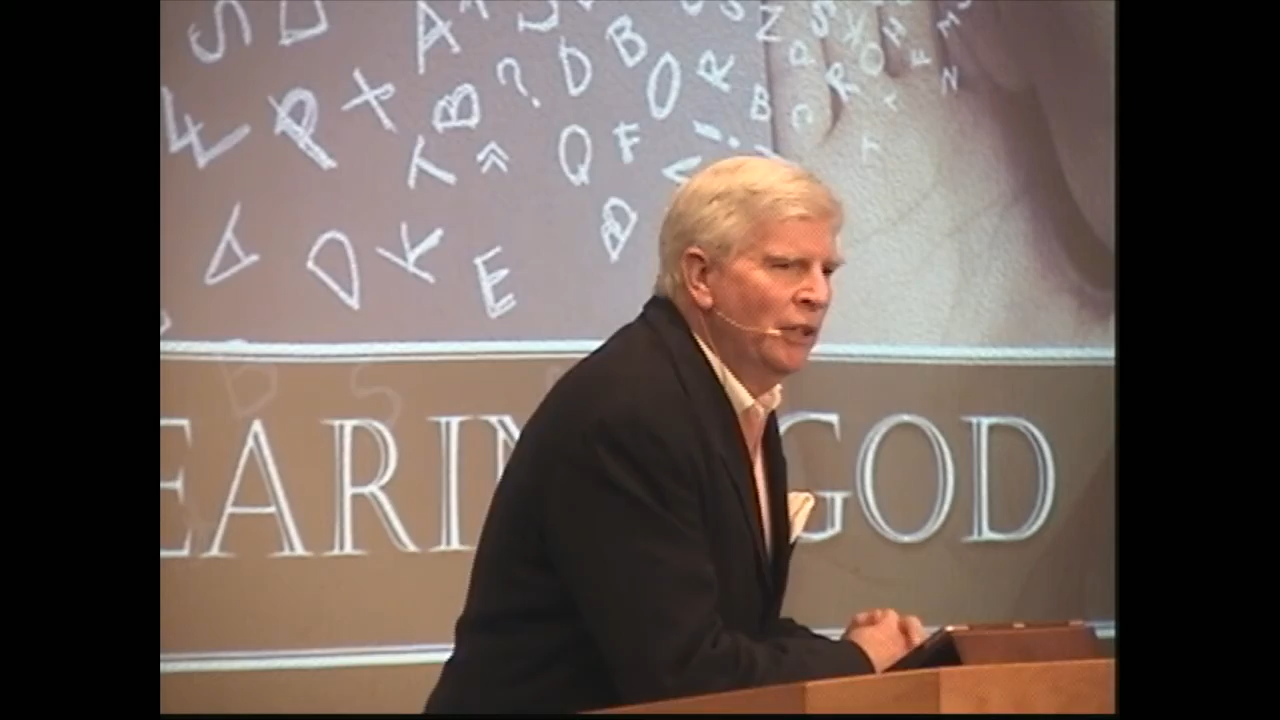 S D A B Z S K O H F M
P X B ? D O R B R N
T Q F T
A D K E B
B S
EARIN GOD